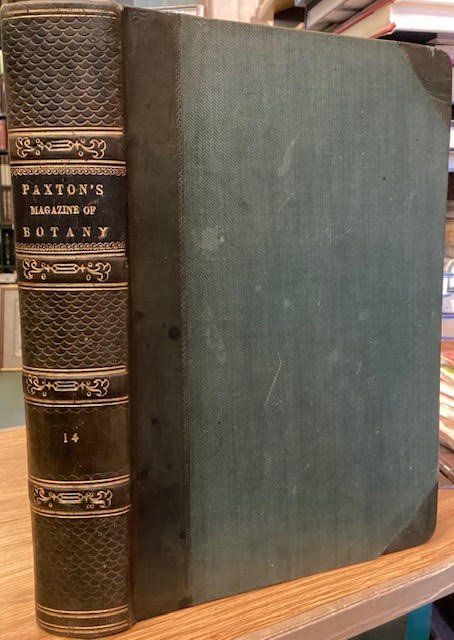 PAXTON'S
MAGAZINE OF
BOTANY
14